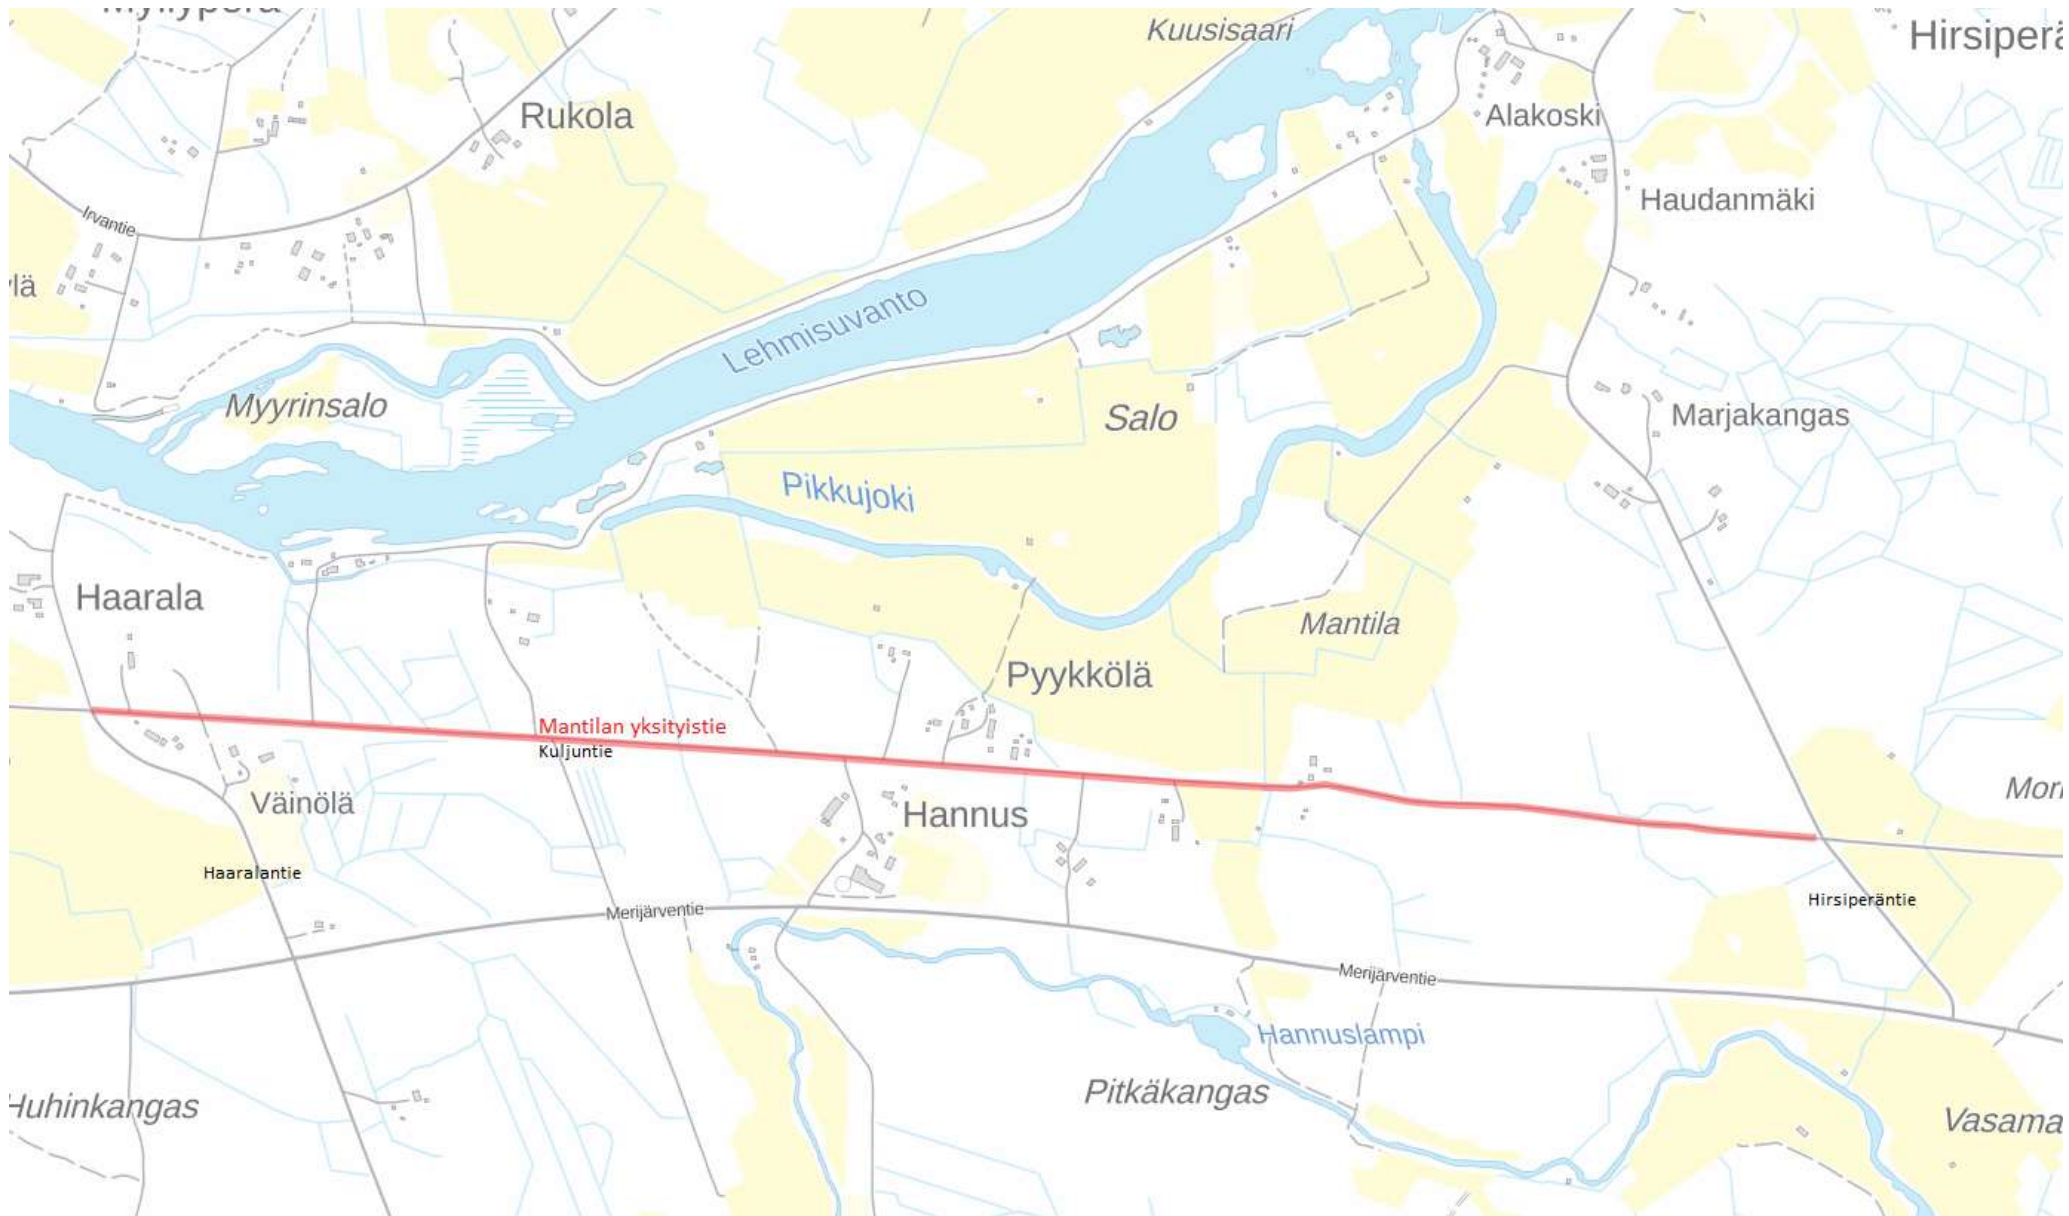 Kuusisaari
Rukola
Alakoski
Haudanmäki
Irvantie
Lehmisuvanto
Myyrinsalo
Salo
Marjakangas
Pikkujoki
Haarala
Mantila
Pyykkölä
Mantilan yksityistie
Kuljuntie
Väinölä
Hannus
Haaralantie
Hirsiperäntie
Merijärventie
Merijärventie
Hannuslampi
Pitkäkangas
Huhinkangas
Vasama